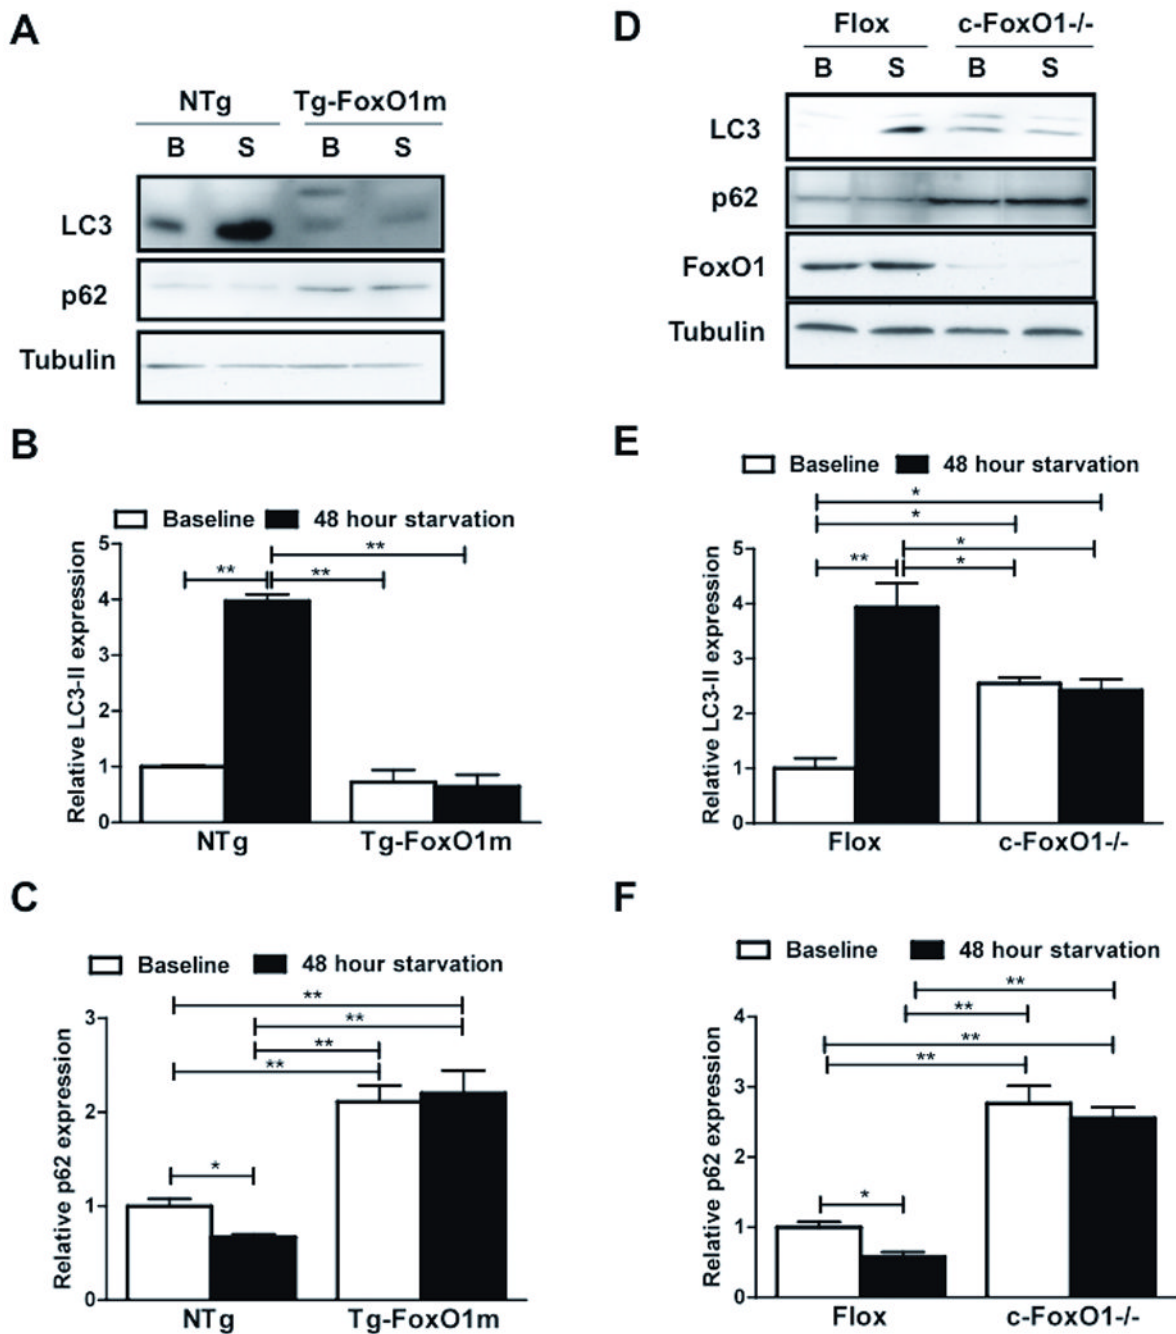 A
NTg Tg-FoxO1m
B S B S
LC3
p62
Tubulin
B
Baseline 48 hour starvation
** **
**
Relative LC3-II expression
5
4
3
2
1
0
NTg Tg-FoxO1m
C
Baseline 48 hour starvation
**
**
**
**
*
Relative p62 expression
3
2
1
0
NTg Tg-FoxO1m
D
Flox c-FoxO1-/-
B S B S
LC3
p62
FoxO1
Tubulin
E
Baseline 48 hour starvation
*
*
*
** *
Relative LC3-II expression
5
4
3
2
1
0
Flox c-FoxO1-/-
F
Baseline 48 hour starvation
**
**
**
**
*
Relative p62 expression
4
3
2
1
0
Flox c-FoxO1-/-